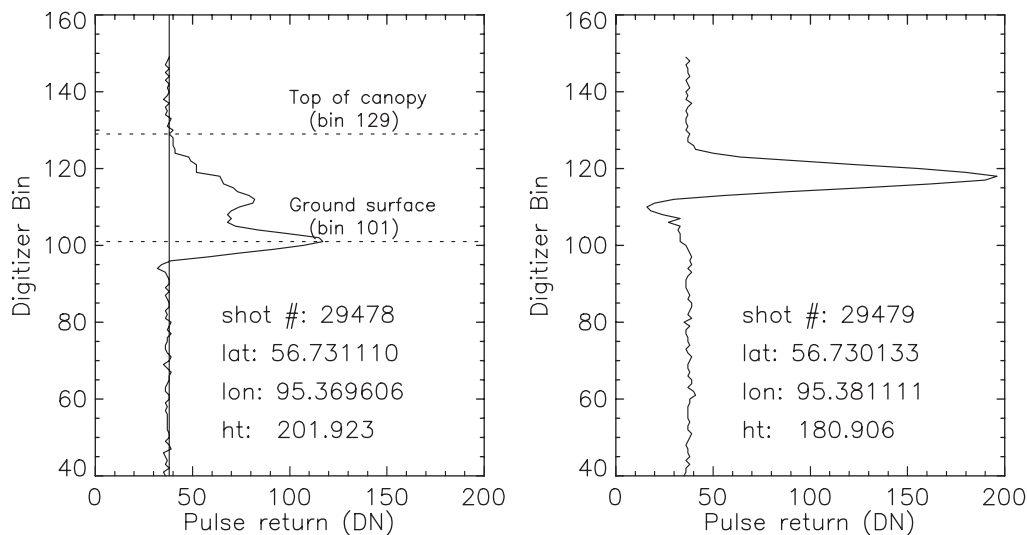 160
140
120
100
80
60
40
Digitizer Bin
Top of canopy
(bin 129)
Ground surface
(bin 101)
shot #: 29478
lat: 56.731110
lon: 95.369606
ht: 201.923
0 50 100 150 200
Pulse return (DN)
160
140
120
100
80
60
40
Digitizer Bin
shot #: 29479
lat: 56.730133
lon: 95.381111
ht: 180.906
0 50 100 150 200
Pulse return (DN)